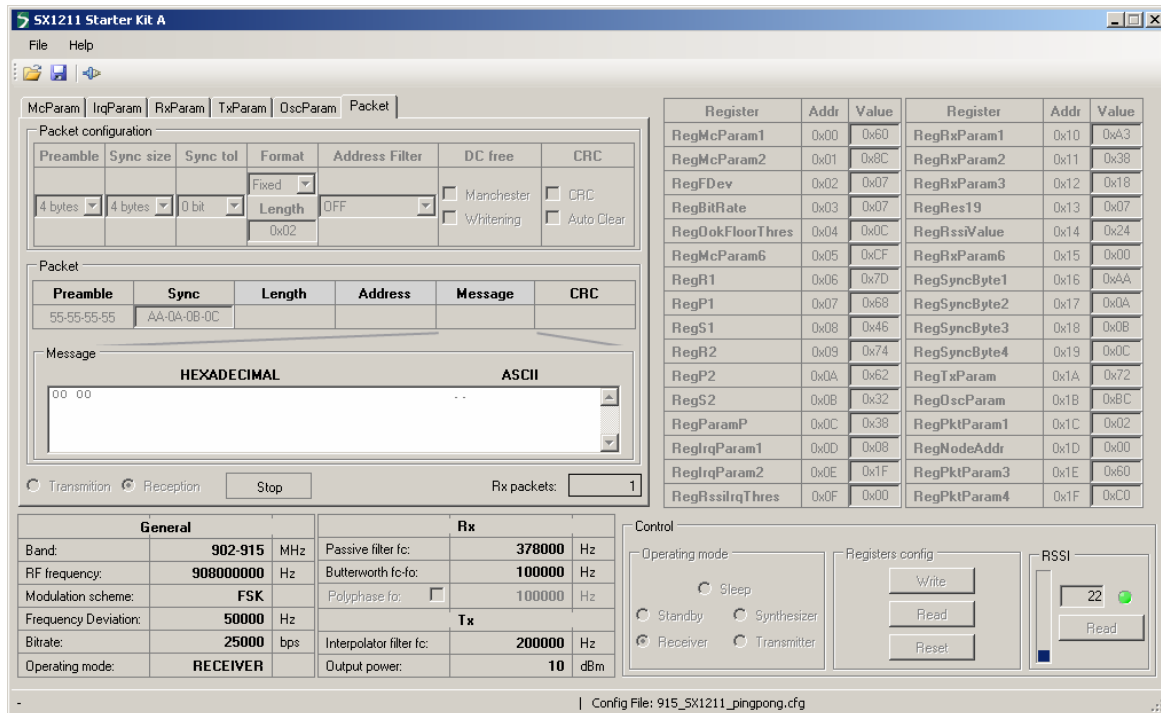 SX1211 Starter Kit A
File Help
McParam IrqParam RxParam TxParam OscParam Packet
Packet configuration
Preamble Sync size Sync tol Format Address Filter DC free CRC
4 bytes 4 bytes 0 bit Fixed OFF Manchester CRC
Length Whitening Auto Clear
0x02
Packet
Preamble Sync Length Address Message CRC
55-55-55-55 AA-0A-0B-0C
Message
HEXADECIMAL ASCII
00 00 ..
Transmition Reception Stop Rx packets: 1
Register Addr Value Register Addr Value
RegMcParam1 0x00 0x60 RegRxParam1 0x10 0xA3
RegMcParam2 0x01 0x8C RegRxParam2 0x11 0x38
RegFDev 0x02 0x07 RegRxParam3 0x12 0x18
RegBitRate 0x03 0x07 RegRes19 0x13 0x07
RegOokFloorThres 0x04 0x0C RegRssiValue 0x14 0x24
RegMcParam6 0x05 0xCF RegRxParam6 0x15 0x00
RegR1 0x06 0x7D RegSyncByte1 0x16 0xAA
RegP1 0x07 0x68 RegSyncByte2 0x17 0x0A
RegS1 0x08 0x46 RegSyncByte3 0x18 0x0B
RegR2 0x09 0x74 RegSyncByte4 0x19 0x0C
RegP2 0x0A 0x62 RegTxParam 0x1A 0x72
RegS2 0x0B 0x32 RegOscParam 0x1B 0xBC
RegParamP 0x0C 0x38 RegPktParam1 0x1C 0x02
RegIrqParam1 0x0D 0x08 RegNodeAddr 0x1D 0x00
RegIrqParam2 0x0E 0x1F RegPktParam3 0x1E 0x60
RegRssiIrqThres 0x0F 0x00 RegPktParam4 0x1F 0xC0
General
Band: 902-915 MHz
RF frequency: 908000000 Hz
Modulation scheme: FSK
Frequency Deviation: 50000 Hz
Bitrate: 25000 bps
Operating mode: RECEIVER
Rx
Passive filter fc: 378000 Hz
Butterworth fc-fo: 100000 Hz
Polyphase fo: 100000 Hz
Tx
Interpolator filter fc: 200000 Hz
Output power: 10 dBm
Control
Operating mode
Sleep
Standby Synthesizer
Receiver Transmitter
Registers config
Write
Read
Reset
RSSI
22
Read
- | Config File: 915_SX1211_pingpong.cfg